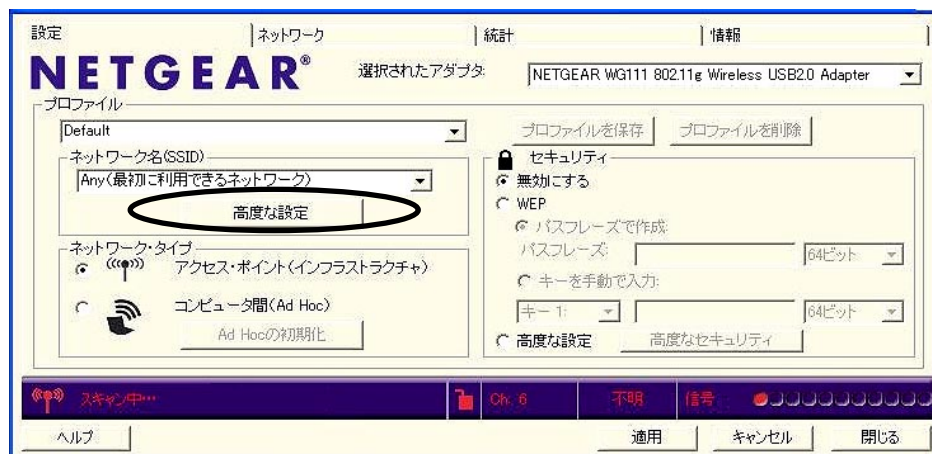 設定 ネットワーク 統計 情報
NETGEAR® 選択されたアダプタ: NETGEAR WG111 802.11g Wireless USB2.0 Adapter
プロファイル
Default プロファイルを保存 プロファイルを削除
ネットワーク名(SSID)
Any(最初に利用できるネットワーク)
高度な設定
ネットワーク・タイプ
アクセス・ポイント(インフラストラクチャ)
コンピュータ間(Ad Hoc)
Ad Hocの初期化
セキュリティ
無効にする
WEP
パスフレーズで作成:
パスフレーズ: 64ビット
キーを手動で入力:
キー 1: 64ビット
高度な設定 高度なセキュリティ
スキャン中… Ch: 6 不明 信号
ヘルプ 適用 キャンセル 閉じる